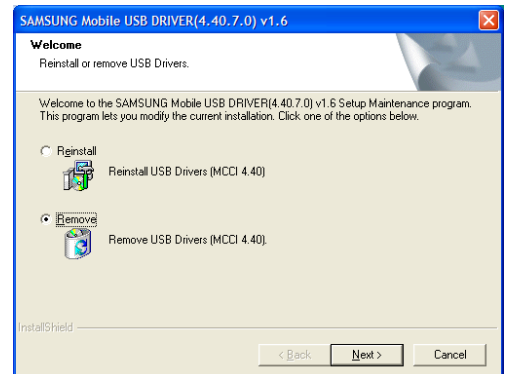 SAMSUNG Mobile USB DRIVER(4.40.7.0) v1.6
Welcome
Reinstall or remove USB Drivers.
Welcome to the SAMSUNG Mobile USB DRIVER(4.40.7.0) v1.6 Setup Maintenance program.
This program lets you modify the current installation. Click one of the options below.
Reinstall
Reinstall USB Drivers (MCCI 4.40)
Remove
Remove USB Drivers (MCCI 4.40).
InstallShield
< Back Next > Cancel